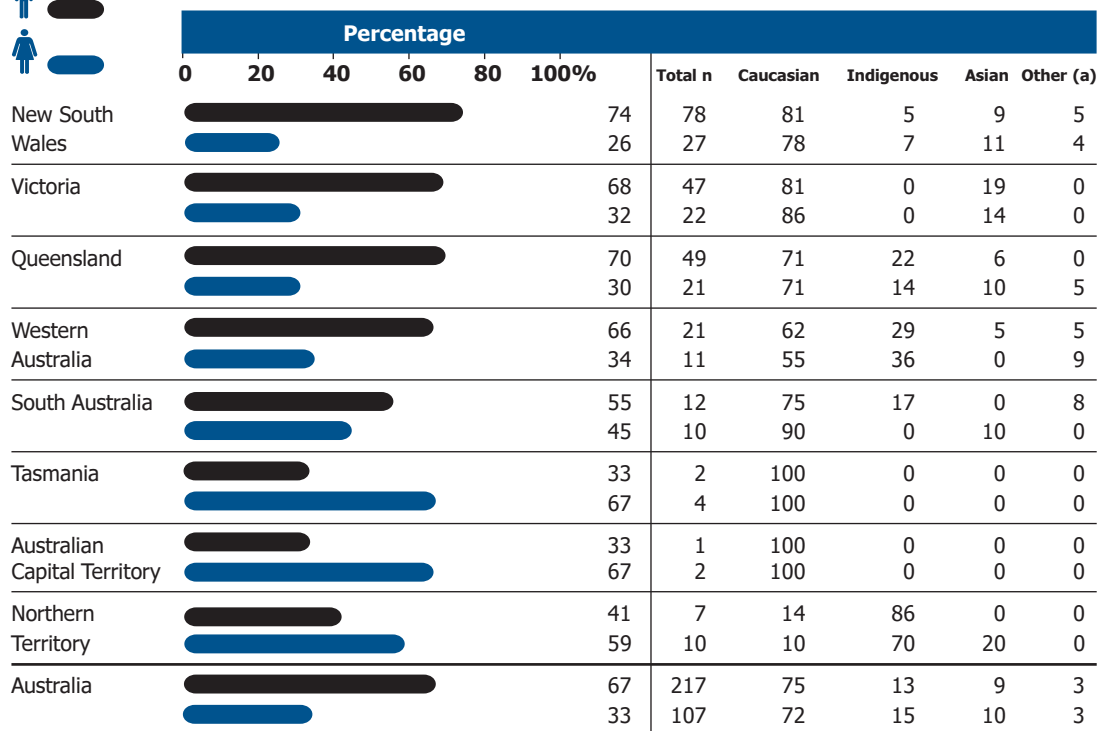 Percentage
0 20 40 60 80 100% Total n Caucasian Indigenous Asian Other (a)
New South 74 78 81 5 9 5
Wales 26 27 78 7 11 4
Victoria 68 47 81 0 19 0
32 22 86 0 14 0
Queensland 70 49 71 22 6 0
30 21 71 14 10 5
Western 66 21 62 29 5 5
Australia 34 11 55 36 0 9
South Australia 55 12 75 17 0 8
45 10 90 0 10 0
Tasmania 33 2 100 0 0 0
67 4 100 0 0 0
Australian 33 1 100 0 0 0
Capital Territory 67 2 100 0 0 0
Northern 41 7 14 86 0 0
Territory 59 10 10 70 20 0
Australia 67 217 75 13 9 3
33 107 72 15 10 3